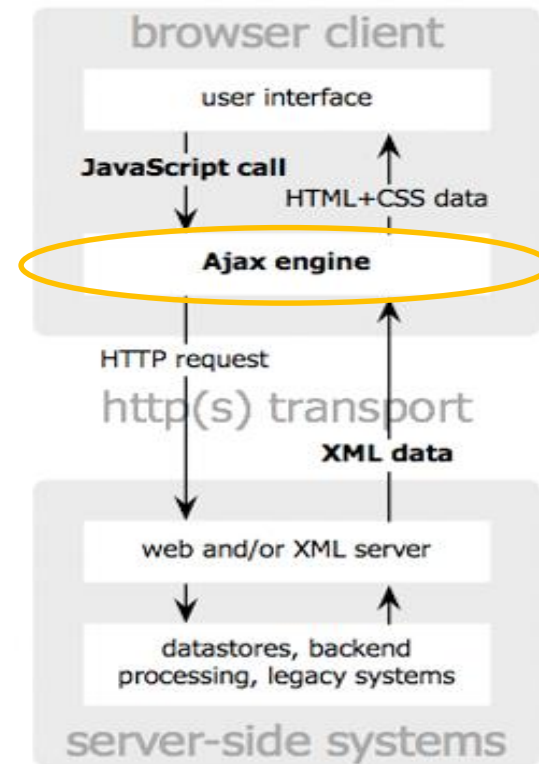 browser client
user interface
JavaScript call
HTML+CSS data
Ajax engine
HTTP request
http(s) transport
XML data
web and/or XML server
datastores, backend
processing, legacy systems
server-side systems